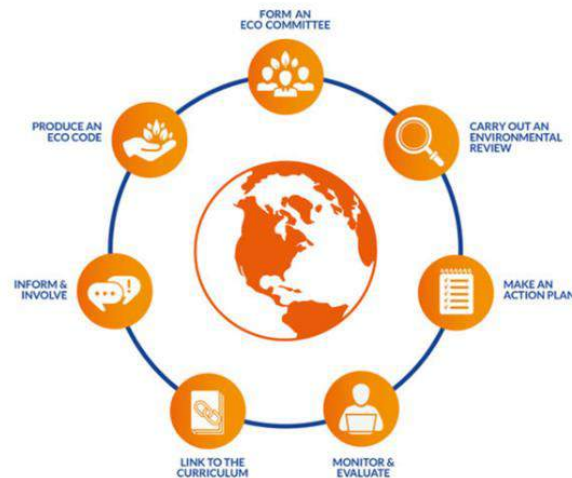 FORM AN
ECO COMMITTEE
CARRY OUT AN
ENVIRONMENTAL
REVIEW
MAKE AN
ACTION PLAN
MONITOR &
EVALUATE
LINK TO THE
CURRICULUM
INFORM &
INVOLVE
PRODUCE AN
ECO CODE